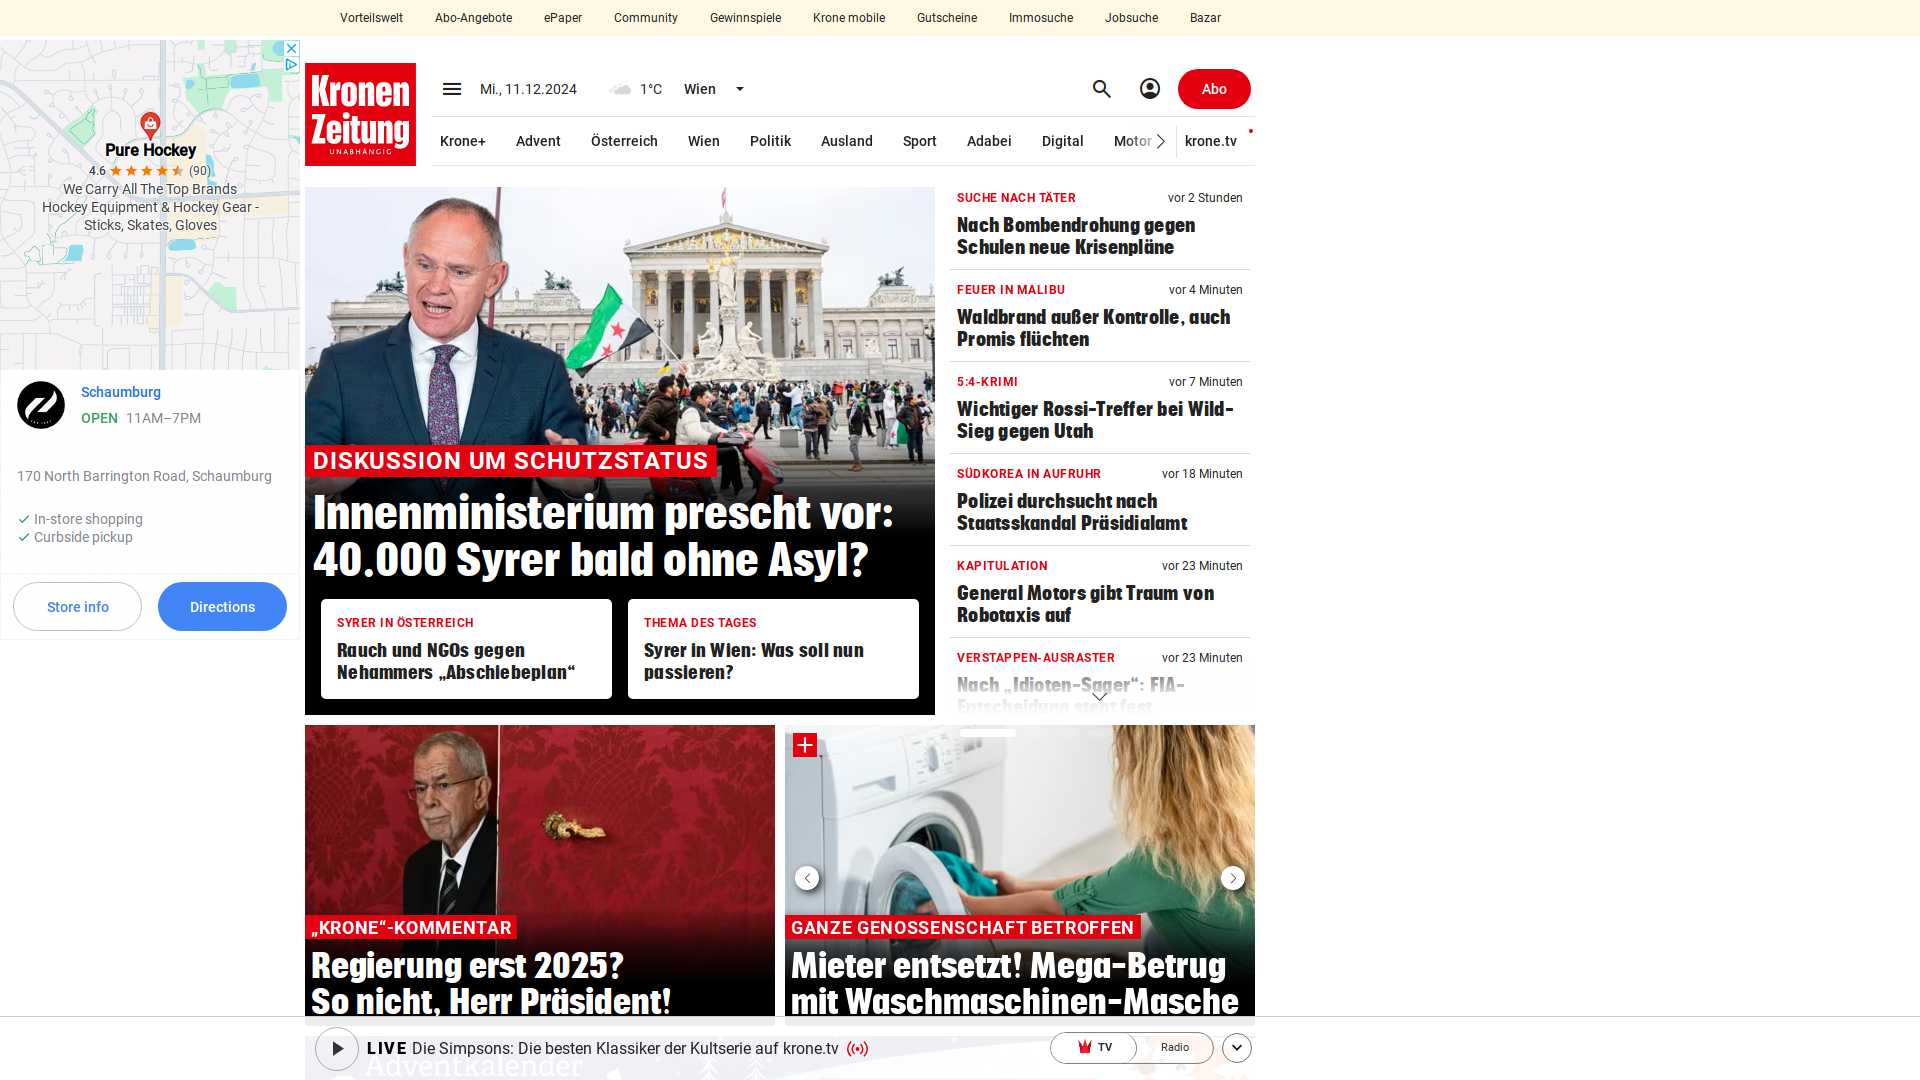 Vorteilswelt Abo-Angebote ePaper Community Gewinnspiele Krone mobile Gutscheine Immosuche Jobsuche Bazar
Pure Hockey
4.6 (90)
We Carry All The Top Brands
Hockey Equipment & Hockey Gear -
Sticks, Skates, Gloves
Schaumburg
OPEN 11AM–7PM
170 North Barrington Road, Schaumburg
In-store shopping
Curbside pickup
Store info Directions
Kronen
Zeitung
UNABHÄNGIG
Mi., 11.12.2024 1°C Wien Abo
Krone+ Advent Österreich Wien Politik Ausland Sport Adabei Digital Motor krone.tv
DISKUSSION UM SCHUTZSTATUS
Innenministerium prescht vor:
40.000 Syrer bald ohne Asyl?
SYRER IN ÖSTERREICH
Rauch und NGOs gegen
Nehammers „Abschiebeplan“
THEMA DES TAGES
Syrer in Wien: Was soll nun
passieren?
SUCHE NACH TÄTER vor 2 Stunden
Nach Bombendrohung gegen
Schulen neue Krisenpläne
FEUER IN MALIBU vor 4 Minuten
Waldbrand außer Kontrolle, auch
Promis flüchten
5:4-KRIMI vor 7 Minuten
Wichtiger Rossi-Treffer bei Wild-
Sieg gegen Utah
SÜDKOREA IN AUFRUHR vor 18 Minuten
Polizei durchsucht nach
Staatsskandal Präsidialamt
KAPITULATION vor 23 Minuten
General Motors gibt Traum von
Robotaxis auf
VERSTAPPEN-AUSRASTER vor 23 Minuten
Nach „Idioten-Sager“: FIA-
Entscheidung steht fest
„KRONE“-KOMMENTAR
Regierung erst 2025?
So nicht, Herr Präsident!
GANZE GENOSSENSCHAFT BETROFFEN
Mieter entsetzt! Mega-Betrug
mit Waschmaschinen-Masche
LIVE Die Simpsons: Die besten Klassiker der Kultserie auf krone.tv TV Radio
Adventkalender